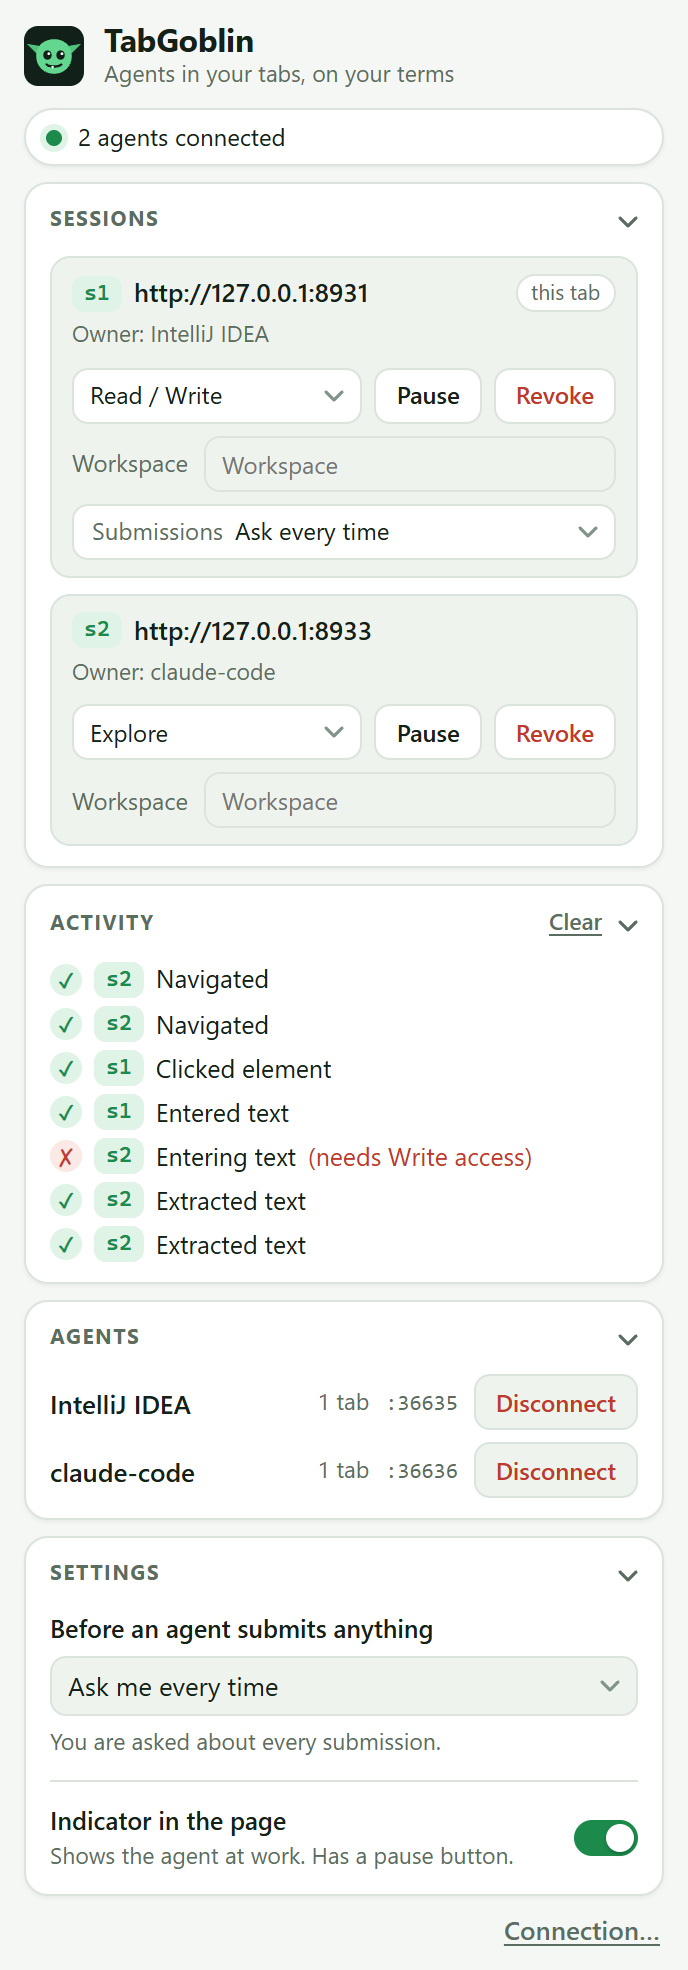 TabGoblin
Agents in your tabs, on your terms
2 agents connected
SESSIONS
s1 http://127.0.0.1:8931 this tab
Owner: IntelliJ IDEA
Read / Write Pause Revoke
Workspace Workspace
Submissions Ask every time
s2 http://127.0.0.1:8933
Owner: claude-code
Explore Pause Revoke
Workspace Workspace
ACTIVITY Clear
✓ s2 Navigated
✓ s2 Navigated
✓ s1 Clicked element
✓ s1 Entered text
✗ s2 Entering text (needs Write access)
✓ s2 Extracted text
✓ s2 Extracted text
AGENTS
IntelliJ IDEA 1 tab :36635 Disconnect
claude-code 1 tab :36636 Disconnect
SETTINGS
Before an agent submits anything
Ask me every time
You are asked about every submission.
Indicator in the page
Shows the agent at work. Has a pause button.
Connection…